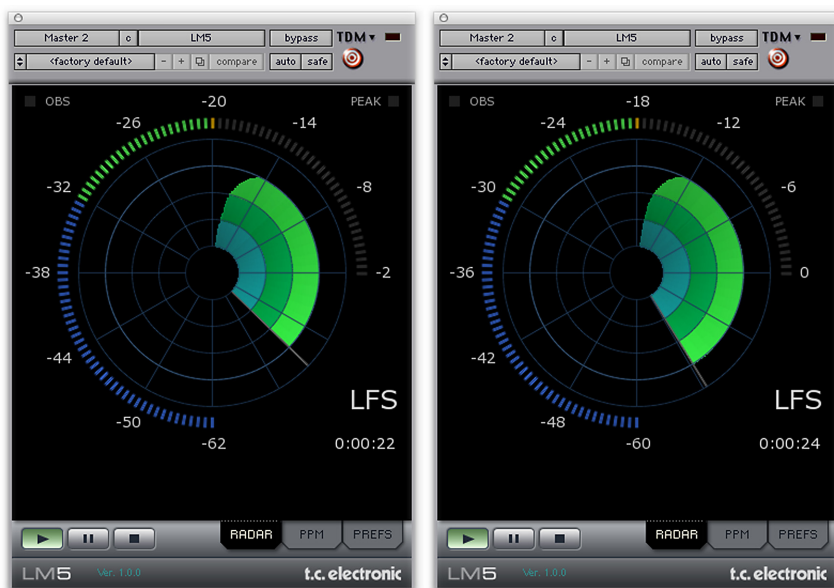 Master 2 c LM5 bypass TDM
<factory default> - + compare auto safe
OBS -20 PEAK
-26 -14
-32 -8
-38 -2
-44
-50
-62
LFS
0:00:22
RADAR PPM PREFS
LM5 Ver. 1.0.0 t.c. electronic
Master 2 c LM5 bypass TDM
<factory default> - + compare auto safe
OBS -18 PEAK
-24 -12
-30 -6
-36 0
-42
-48
-60
LFS
0:00:24
RADAR PPM PREFS
LM5 Ver. 1.0.0 t.c. electronic